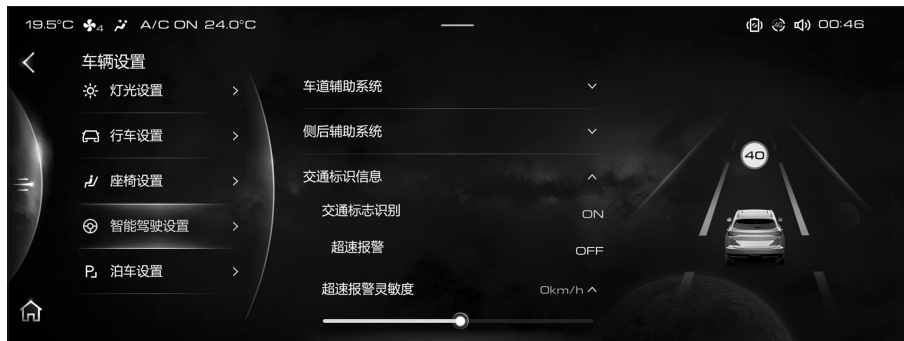 19.5°C 4 A/C ON 24.0°C 00:46
车辆设置
灯光设置
行车设置
座椅设置
智能驾驶设置
泊车设置
车道辅助系统
侧后辅助系统
交通标识信息
交通标志识别 ON
超速报警 OFF
超速报警灵敏度 0km/h
40